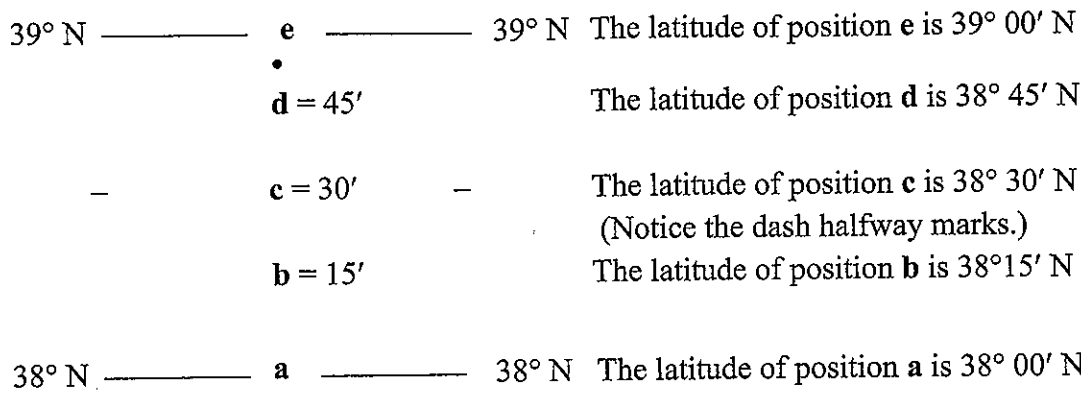 39° N e 39° N The latitude of position e is 39° 00′ N
d = 45′ The latitude of position d is 38° 45′ N
– c = 30′ – The latitude of position c is 38° 30′ N
(Notice the dash halfway marks.)
b = 15′ The latitude of position b is 38°15′ N
38° N a 38° N The latitude of position a is 38° 00′ N